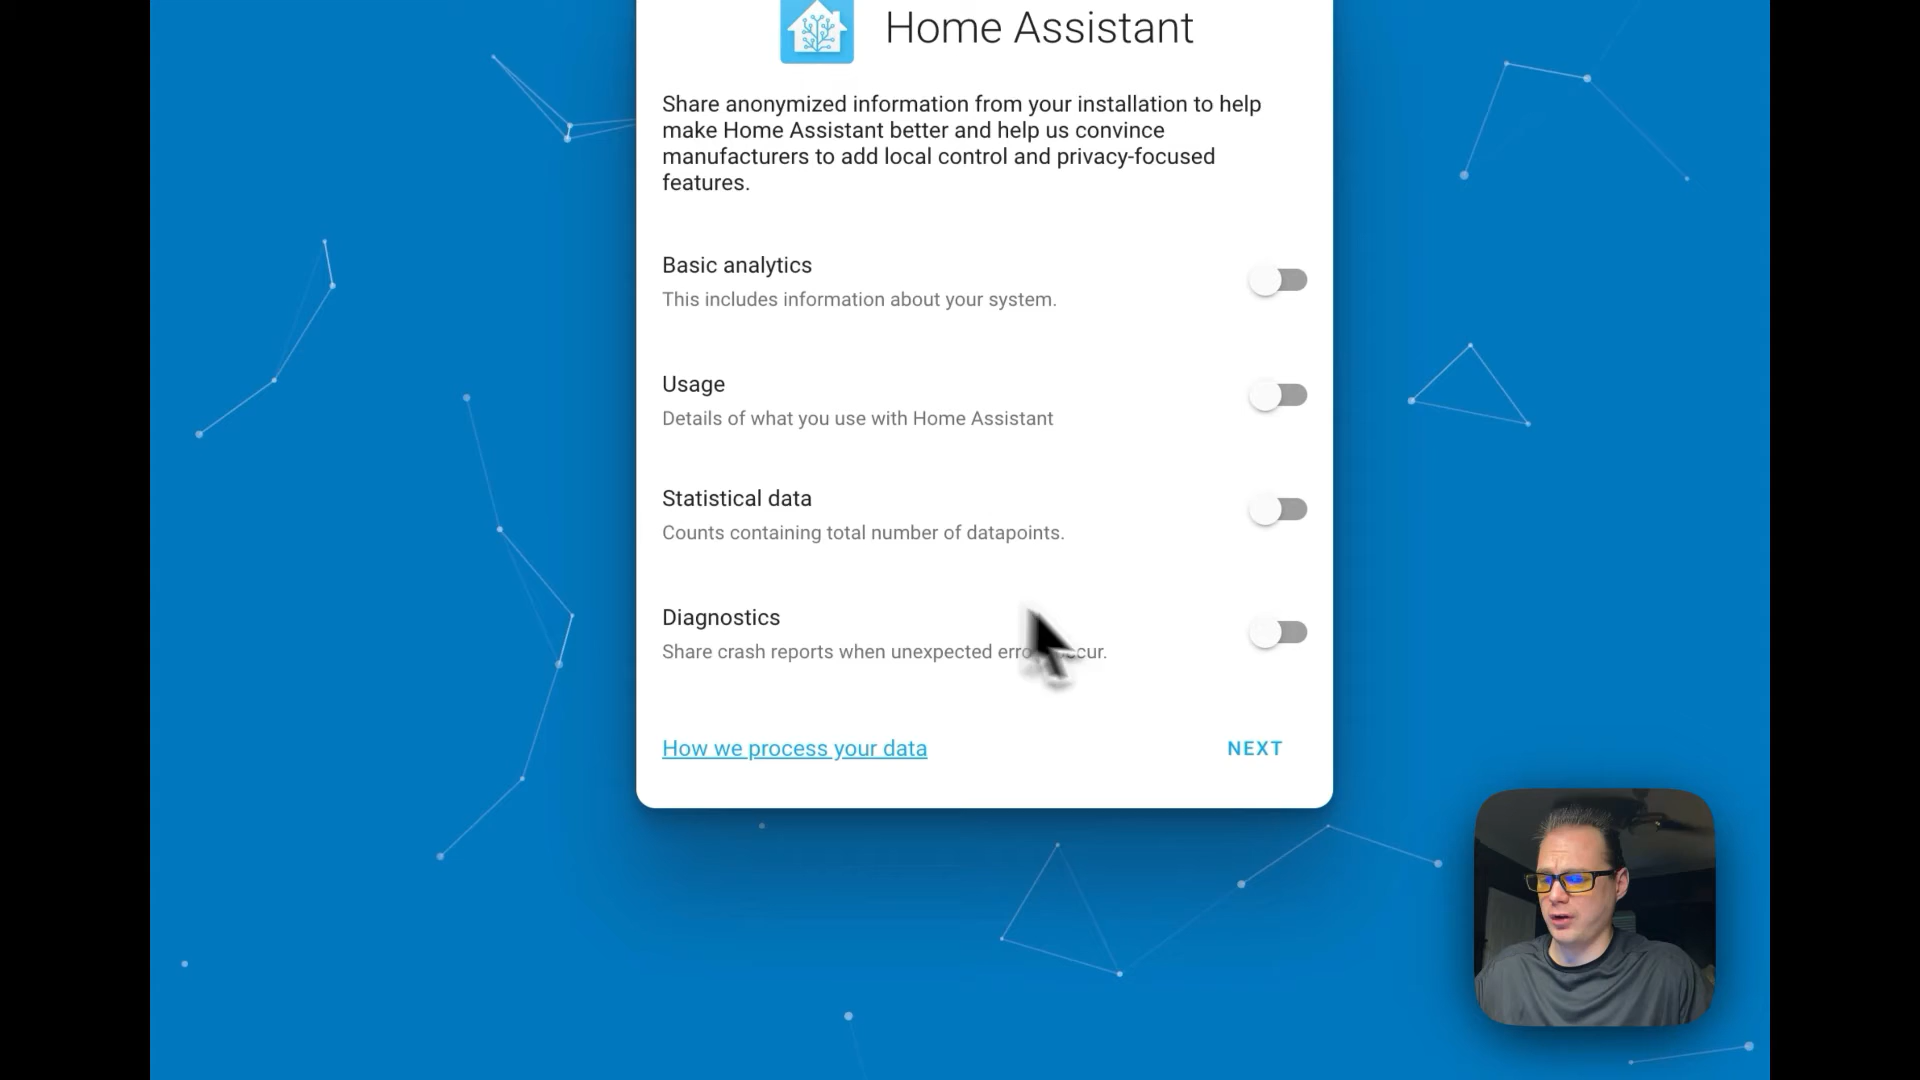 Home Assistant
Share anonymized information from your installation to help
make Home Assistant better and help us convince
manufacturers to add local control and privacy-focused
features.
Basic analytics
This includes information about your system.
Usage
Details of what you use with Home Assistant
Statistical data
Counts containing total number of datapoints.
Diagnostics
Share crash reports when unexpected
How we process your data
NEXT